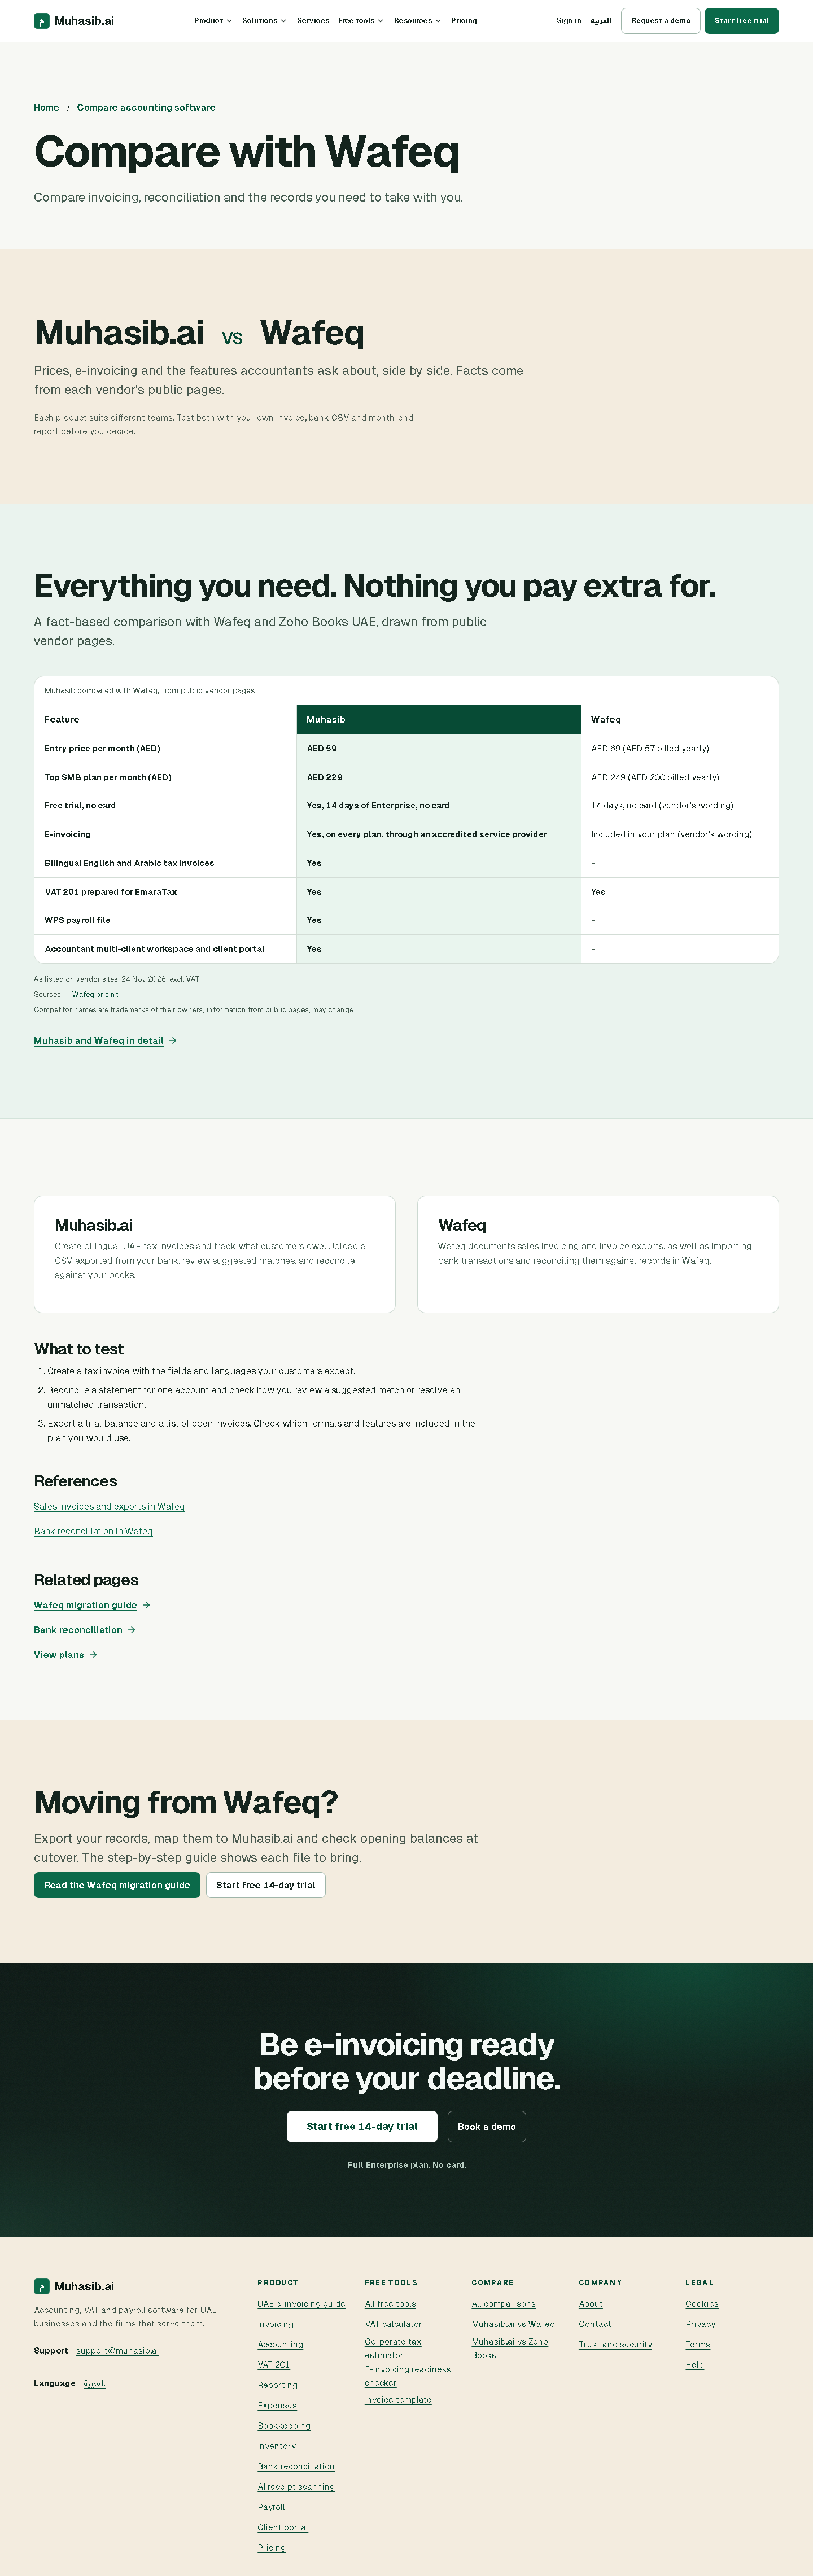 م Muhasib.ai Product Solutions Services Free tools Resources Pricing Sign in العربية Request a demo Start free trial
Home / Compare accounting software
Compare with Wafeq
Compare invoicing, reconciliation and the records you need to take with you.
Muhasib.ai vs Wafeq
Prices, e-invoicing and the features accountants ask about, side by side. Facts come
from each vendor's public pages.
Each product suits different teams. Test both with your own invoice, bank CSV and month-end
report before you decide.
Everything you need. Nothing you pay extra for.
A fact-based comparison with Wafeq and Zoho Books UAE, drawn from public
vendor pages.
Muhasib compared with Wafeq, from public vendor pages
Feature Muhasib Wafeq
Entry price per month (AED) AED 59 AED 69 (AED 57 billed yearly)
Top SMB plan per month (AED) AED 229 AED 249 (AED 200 billed yearly)
Free trial, no card Yes, 14 days of Enterprise, no card 14 days, no card (vendor's wording)
E-invoicing Yes, on every plan, through an accredited service provider Included in your plan (vendor's wording)
Bilingual English and Arabic tax invoices Yes -
VAT 201 prepared for EmaraTax Yes Yes
WPS payroll file Yes -
Accountant multi-client workspace and client portal Yes -
As listed on vendor sites, 24 Nov 2026, excl. VAT.
Sources: Wafeq pricing
Competitor names are trademarks of their owners; information from public pages, may change.
Muhasib and Wafeq in detail →
Muhasib.ai
Create bilingual UAE tax invoices and track what customers owe. Upload a
CSV exported from your bank, review suggested matches, and reconcile
against your books.
Wafeq
Wafeq documents sales invoicing and invoice exports, as well as importing
bank transactions and reconciling them against records in Wafeq.
What to test
1. Create a tax invoice with the fields and languages your customers expect.
2. Reconcile a statement for one account and check how you review a suggested match or resolve an
unmatched transaction.
3. Export a trial balance and a list of open invoices. Check which formats and features are included in the
plan you would use.
References
Sales invoices and exports in Wafeq
Bank reconciliation in Wafeq
Related pages
Wafeq migration guide →
Bank reconciliation →
View plans →
Moving from Wafeq?
Export your records, map them to Muhasib.ai and check opening balances at
cutover. The step-by-step guide shows each file to bring.
Read the Wafeq migration guide Start free 14-day trial
Be e-invoicing ready
before your deadline.
Start free 14-day trial Book a demo
Full Enterprise plan. No card.
م Muhasib.ai
Accounting, VAT and payroll software for UAE
businesses and the firms that serve them.
Support support@muhasib.ai
Language العربية
PRODUCT
UAE e-invoicing guide
Invoicing
Accounting
VAT 201
Reporting
Expenses
Bookkeeping
Inventory
Bank reconciliation
AI receipt scanning
Payroll
Client portal
Pricing
FREE TOOLS
All free tools
VAT calculator
Corporate tax
estimator
E-invoicing readiness
checker
Invoice template
COMPARE
All comparisons
Muhasib.ai vs Wafeq
Muhasib.ai vs Zoho
Books
COMPANY
About
Contact
Trust and security
LEGAL
Cookies
Privacy
Terms
Help